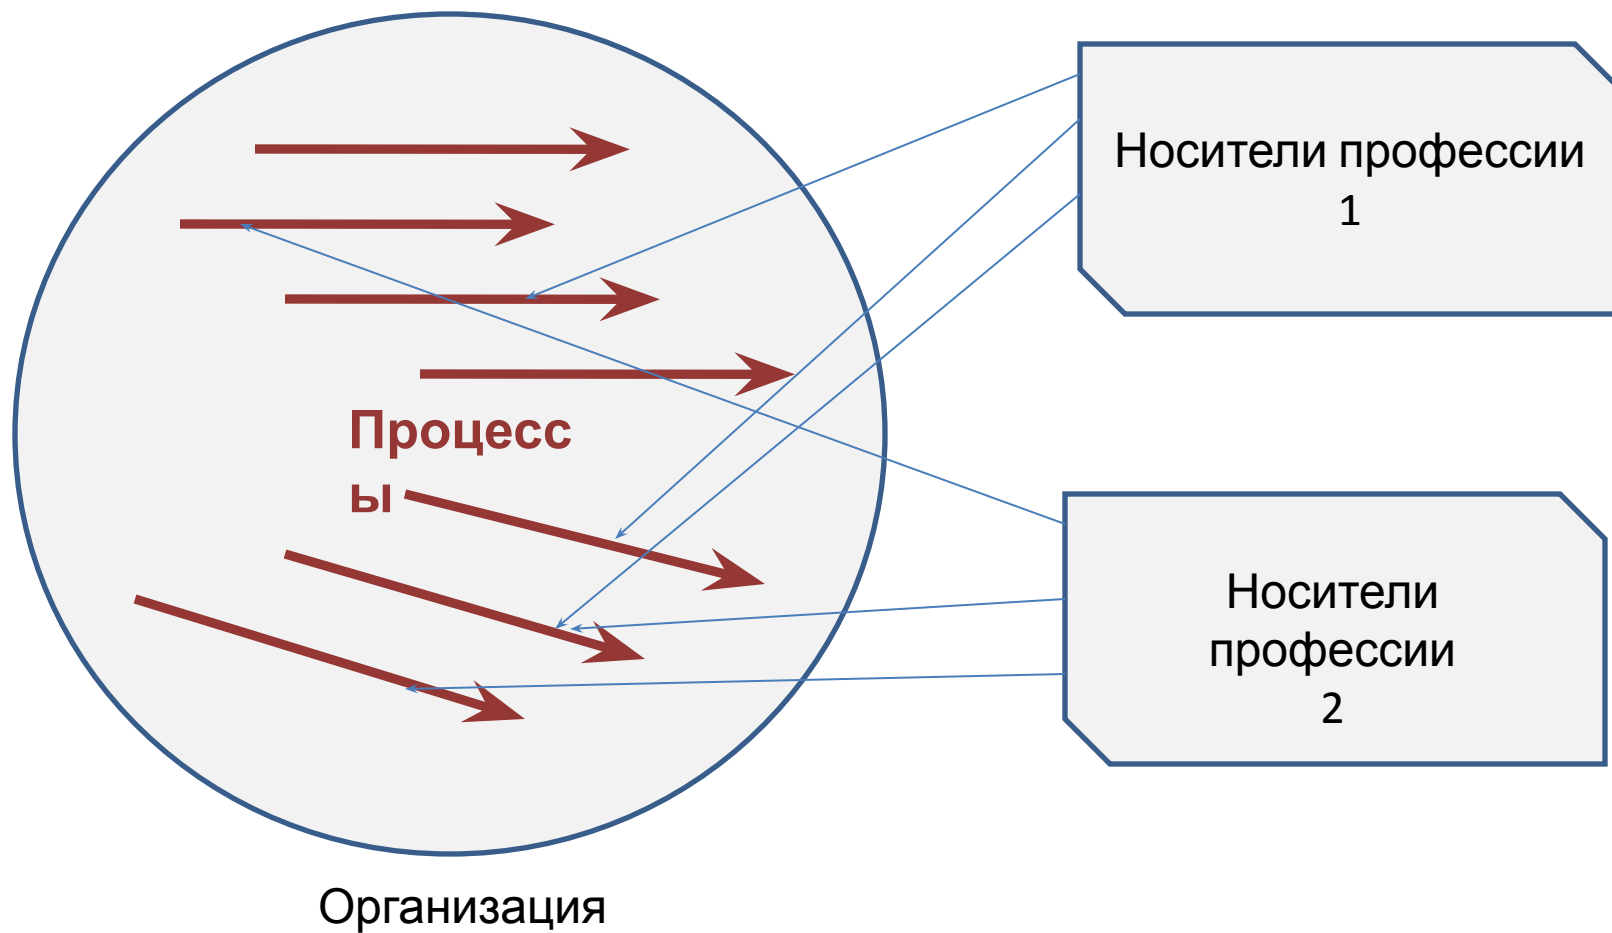 Носители профессии
1
Процесс
ы
Носители
профессии
2
Организация